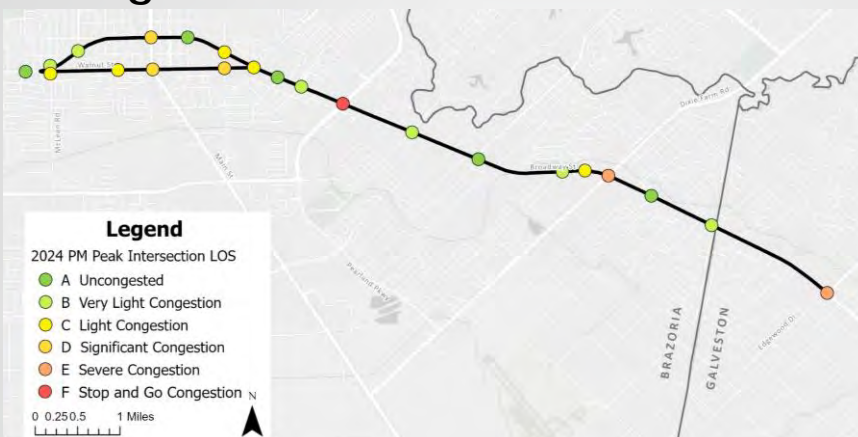 Walnut St
McLean Rd
Main St
Pearland Pkwy
Broadway St
Dixie Farm Rd
BRAZORIA
GALVESTON
Edgewood Dr
Legend
2024 PM Peak Intersection LOS
A Uncongested
B Very Light Congestion
C Light Congestion
D Significant Congestion
E Severe Congestion
F Stop and Go Congestion
N
0 0.25 0.5 1 Miles